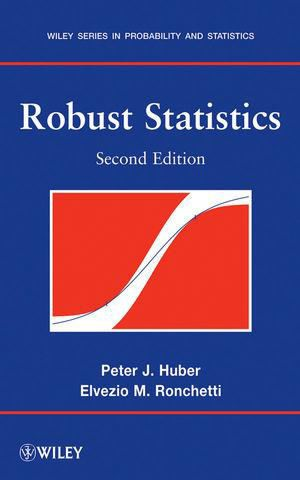 WILEY SERIES IN PROBABILITY AND STATISTICS
Robust Statistics
Second Edition
Peter J. Huber
Elvezio M. Ronchetti
WILEY